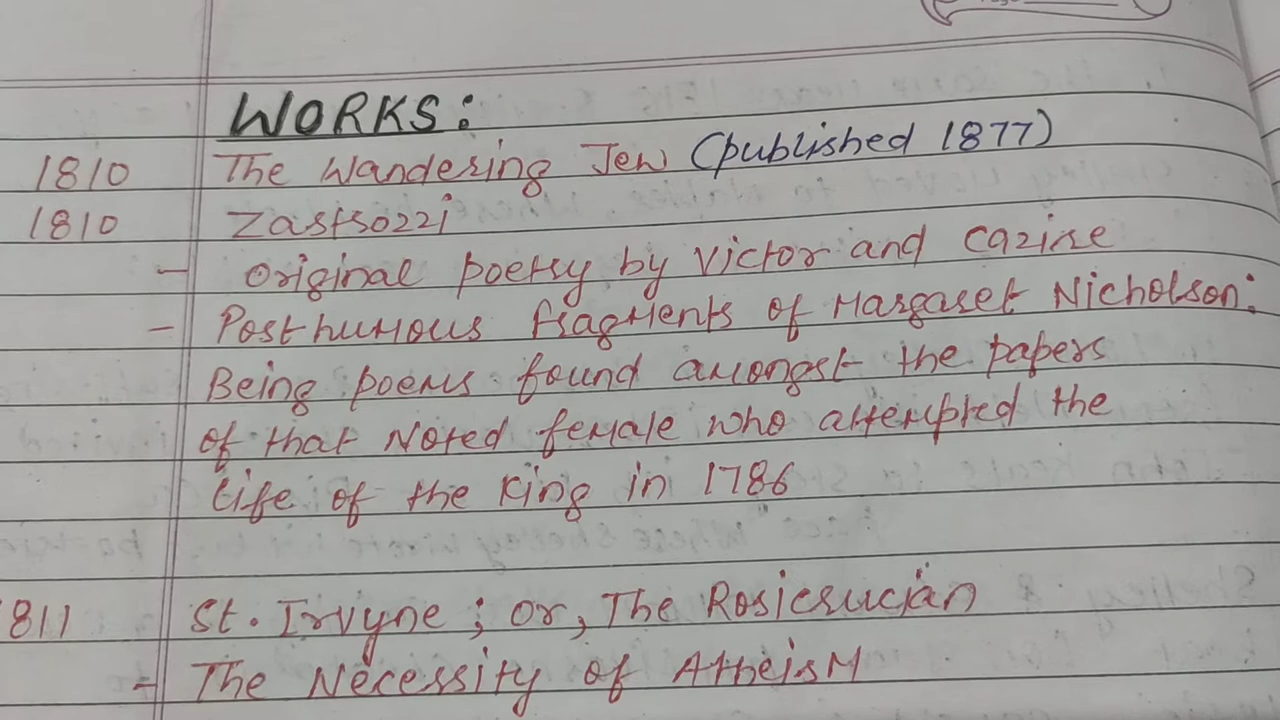 WORKS:
1810 The Wandering Jew (published 1877)
1810 Zastrozzi
- Original poetry by Victor and Cazire
- Posthumous fragments of Margaret Nicholson:
Being poems found amongst the papers
of that Noted female who attempted the
life of the King in 1786
1811 St. Irvyne; or, The Rosicrucian
- The Necessity of Atheism